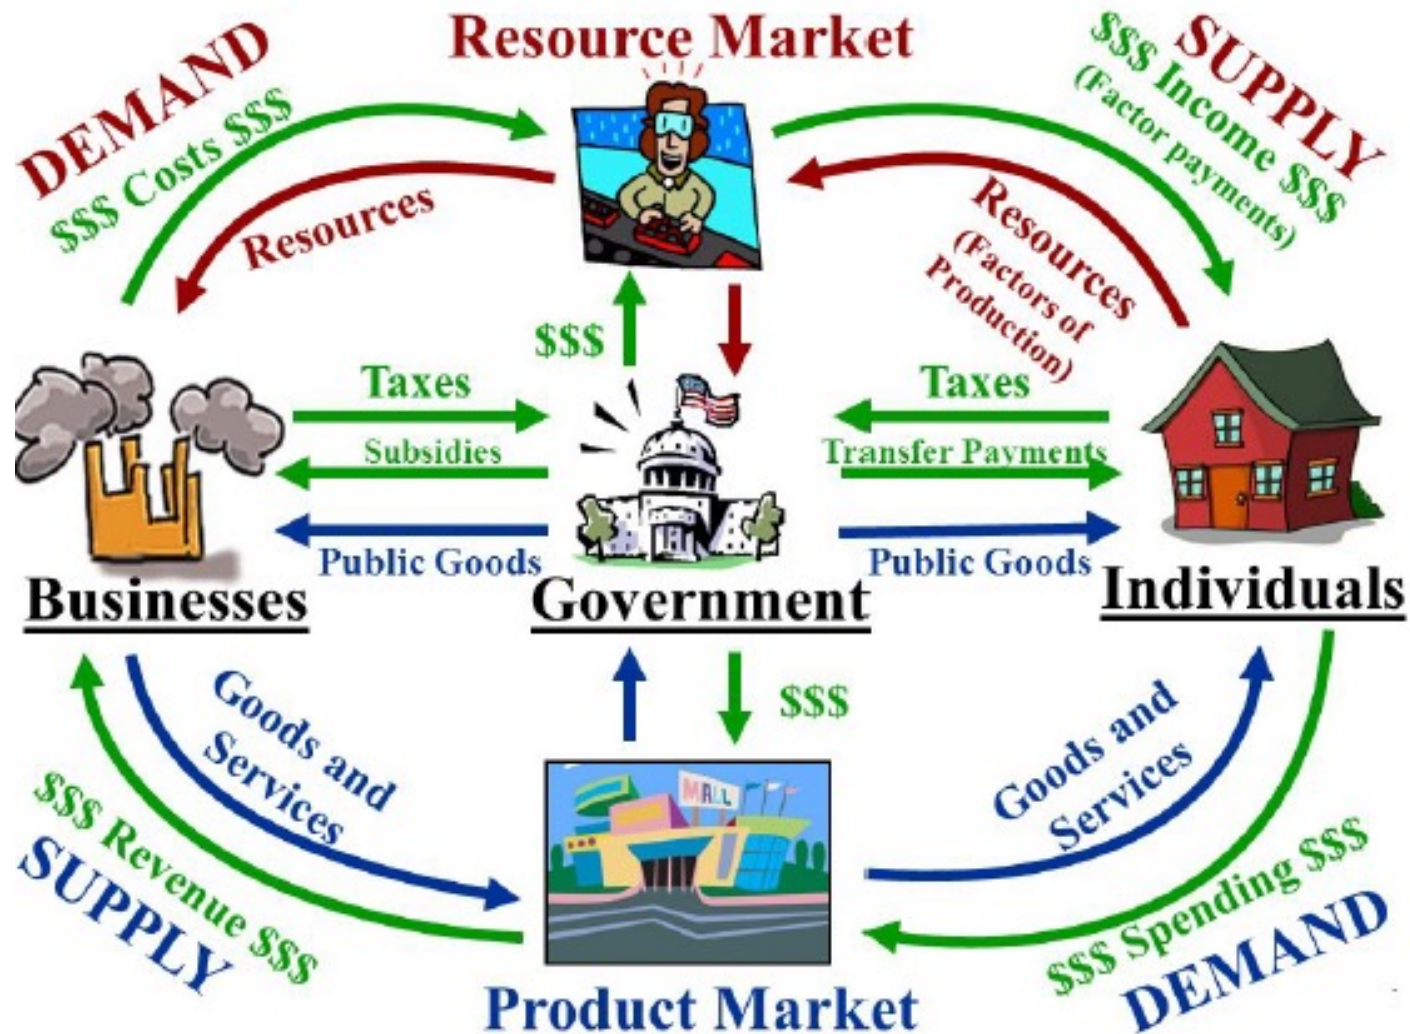 Resource Market
DEMAND
$$$ Costs $$$
Resources
SUPPLY
$$$ Income $$$
(Factor payments)
Resources
(Factors of
Production)
$$$
Taxes
Subsidies
Public Goods
Taxes
Transfer Payments
Public Goods
Businesses
Government
Individuals
Goods and
Services
$$$ Revenue $$$
SUPPLY
$$$
MALL
Goods and
Services
$$$ Spending $$$
DEMAND
Product Market